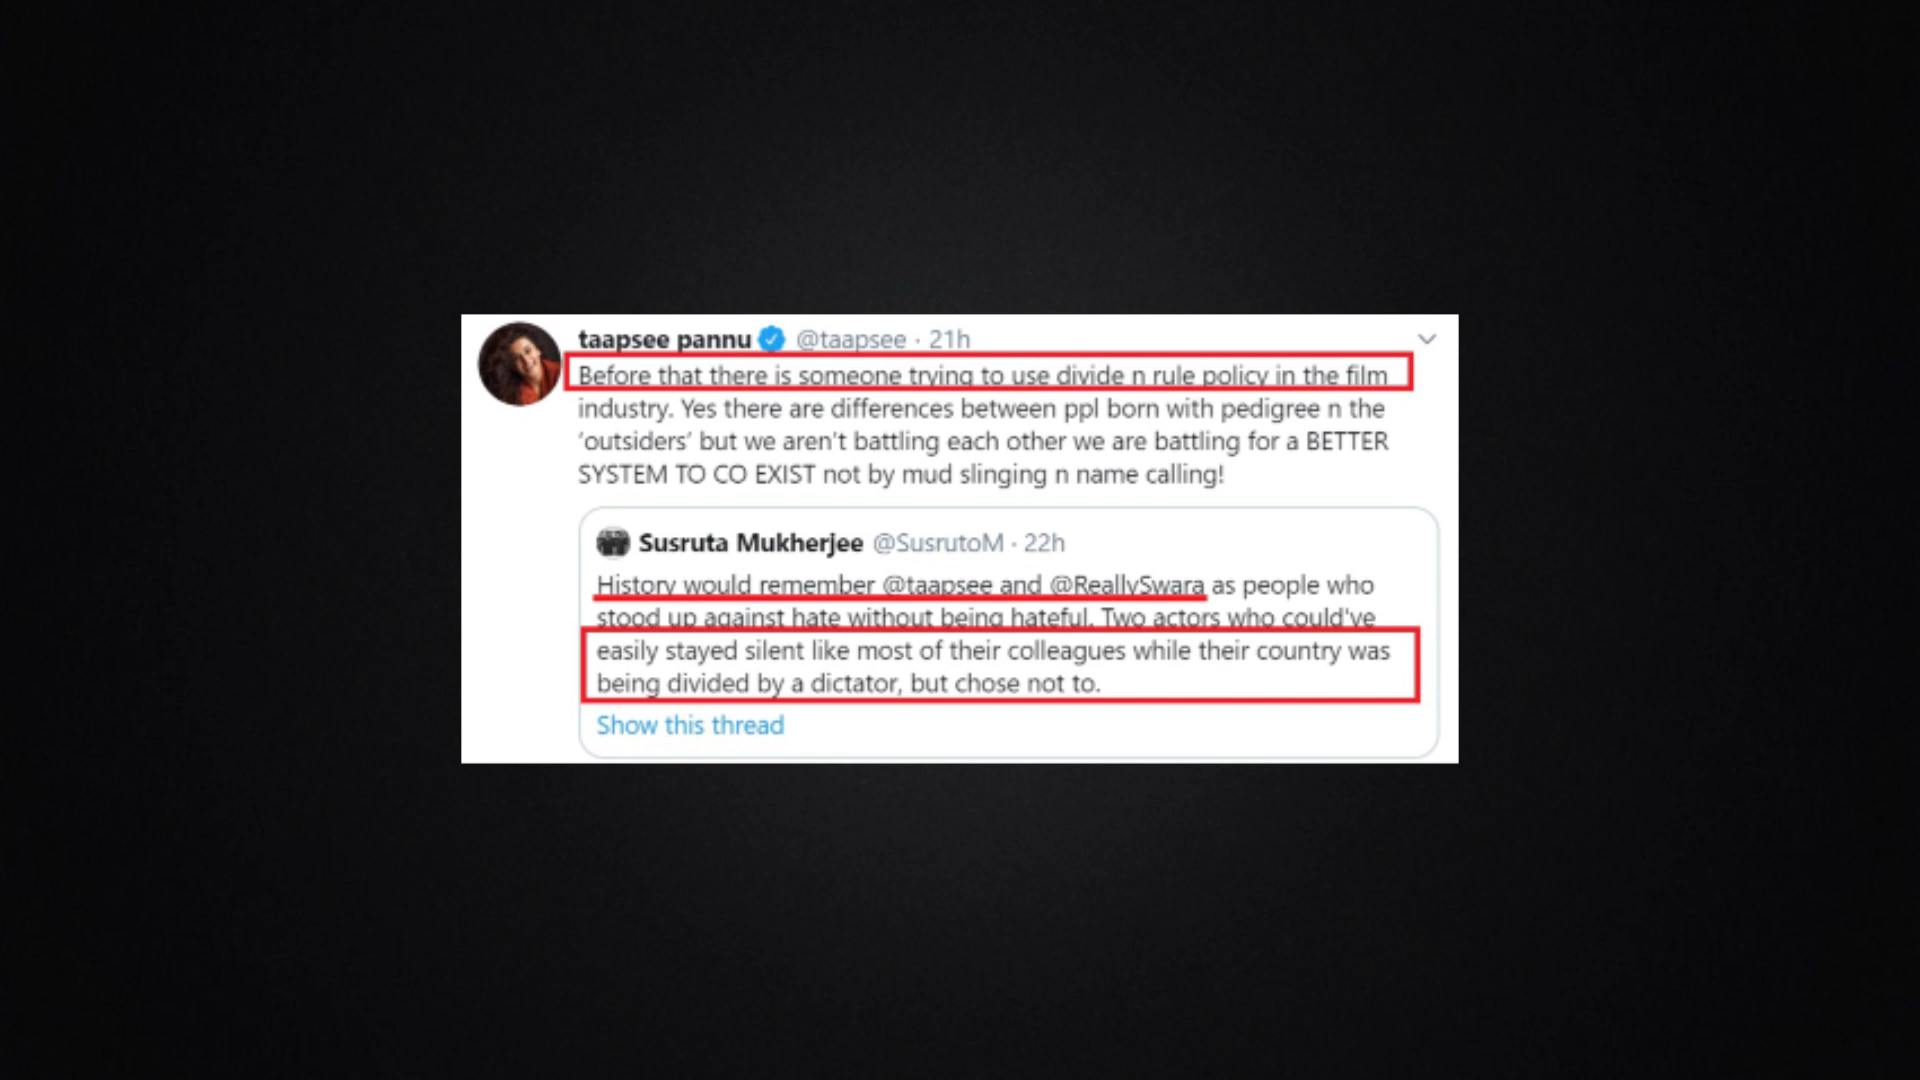 taapsee pannu @taapsee · 21h
Before that there is someone trying to use divide n rule policy in the film
industry. Yes there are differences between ppl born with pedigree n the
‘outsiders’ but we aren't battling each other we are battling for a BETTER
SYSTEM TO CO EXIST not by mud slinging n name calling!
Susruta Mukherjee @SusrutoM · 22h
History would remember @taapsee and @ReallySwara as people who
stood up against hate without being hateful. Two actors who could've
easily stayed silent like most of their colleagues while their country was
being divided by a dictator, but chose not to.
Show this thread